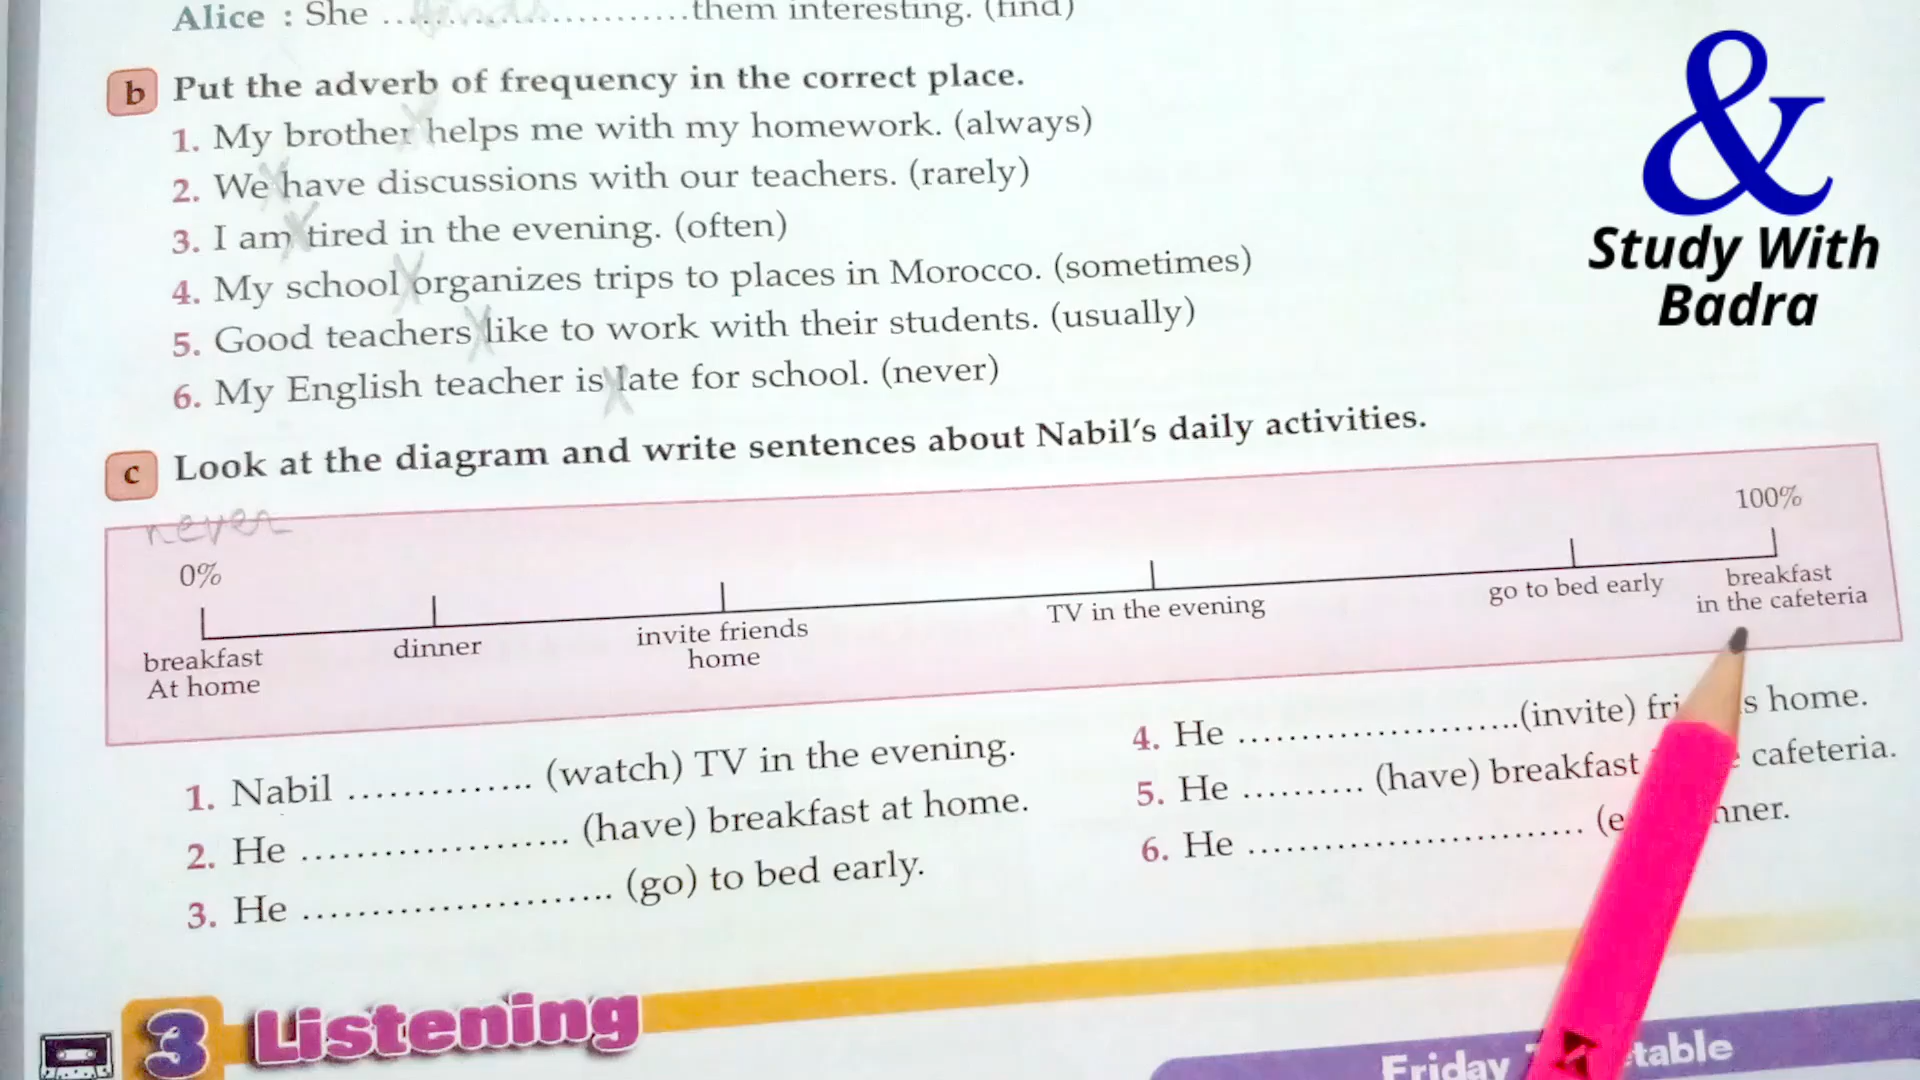 Alice : She ........................them interesting. (find)
b Put the adverb of frequency in the correct place.
1. My brother helps me with my homework. (always)
2. We have discussions with our teachers. (rarely)
3. I am tired in the evening. (often)
4. My school organizes trips to places in Morocco. (sometimes)
5. Good teachers like to work with their students. (usually)
6. My English teacher is late for school. (never)
c Look at the diagram and write sentences about Nabil's daily activities.
never
0%
100%
breakfast
At home
dinner
invite friends
home
TV in the evening
go to bed early
breakfast
in the cafeteria
1. Nabil .............. (watch) TV in the evening.
2. He .................... (have) breakfast at home.
3. He ....................... (go) to bed early.
4. He .....................(invite) home.
5. He .......... (have) breakfast cafeteria.
6. He .........................
3 Listening
Friday
&
Study With
Badra